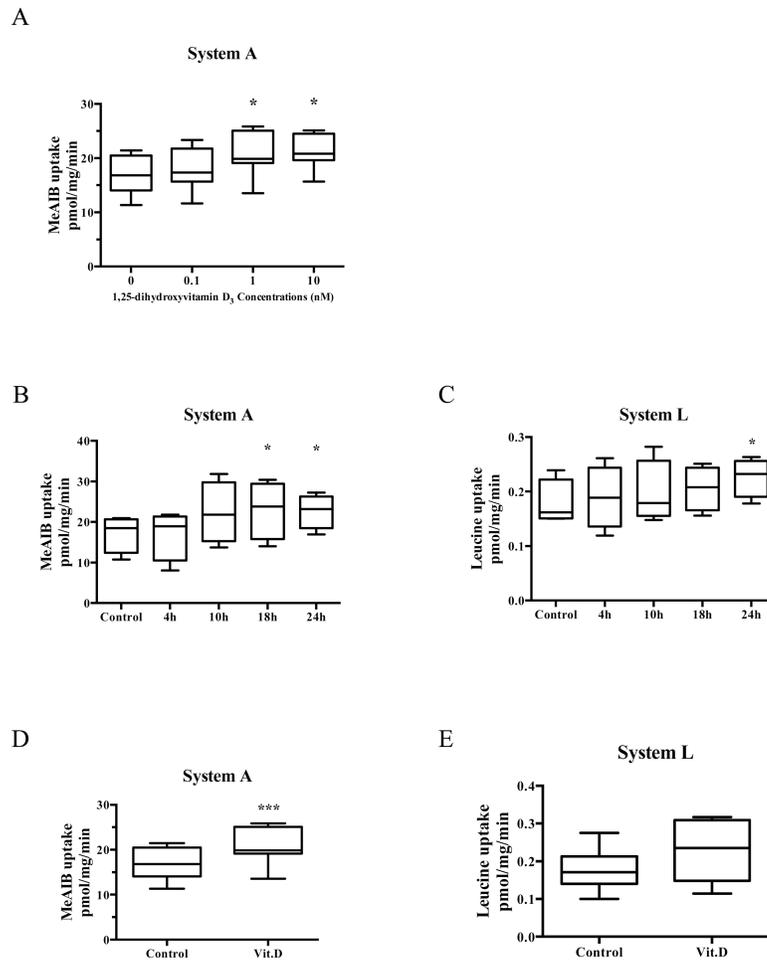 A
System A
* *
30
20
10
0
MeAIB uptake
pmol/mg/min
0 0.1 1 10
1,25-dihydroxyvitamin D₃ Concentrations (nM)
B
System A
* *
40
30
20
10
0
MeAIB uptake
pmol/mg/min
Control 4h 10h 18h 24h
C
System L
*
0.3
0.2
0.1
0.0
Leucine uptake
pmol/mg/min
Control 4h 10h 18h 24h
D
System A
***
30
20
10
0
MeAIB uptake
pmol/mg/min
Control Vit.D
E
System L
0.4
0.3
0.2
0.1
0.0
Leucine uptake
pmol/mg/min
Control Vit.D